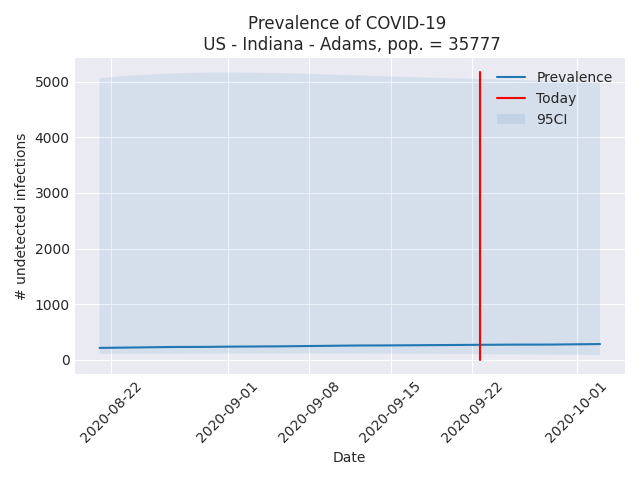 Prevalence of COVID-19
US - Indiana - Adams, pop. = 35777
Prevalence
Today
95CI
# undetected infections
5000
4000
3000
2000
1000
0
2020-08-22
2020-09-01
2020-09-08
2020-09-15
2020-09-22
2020-10-01
Date